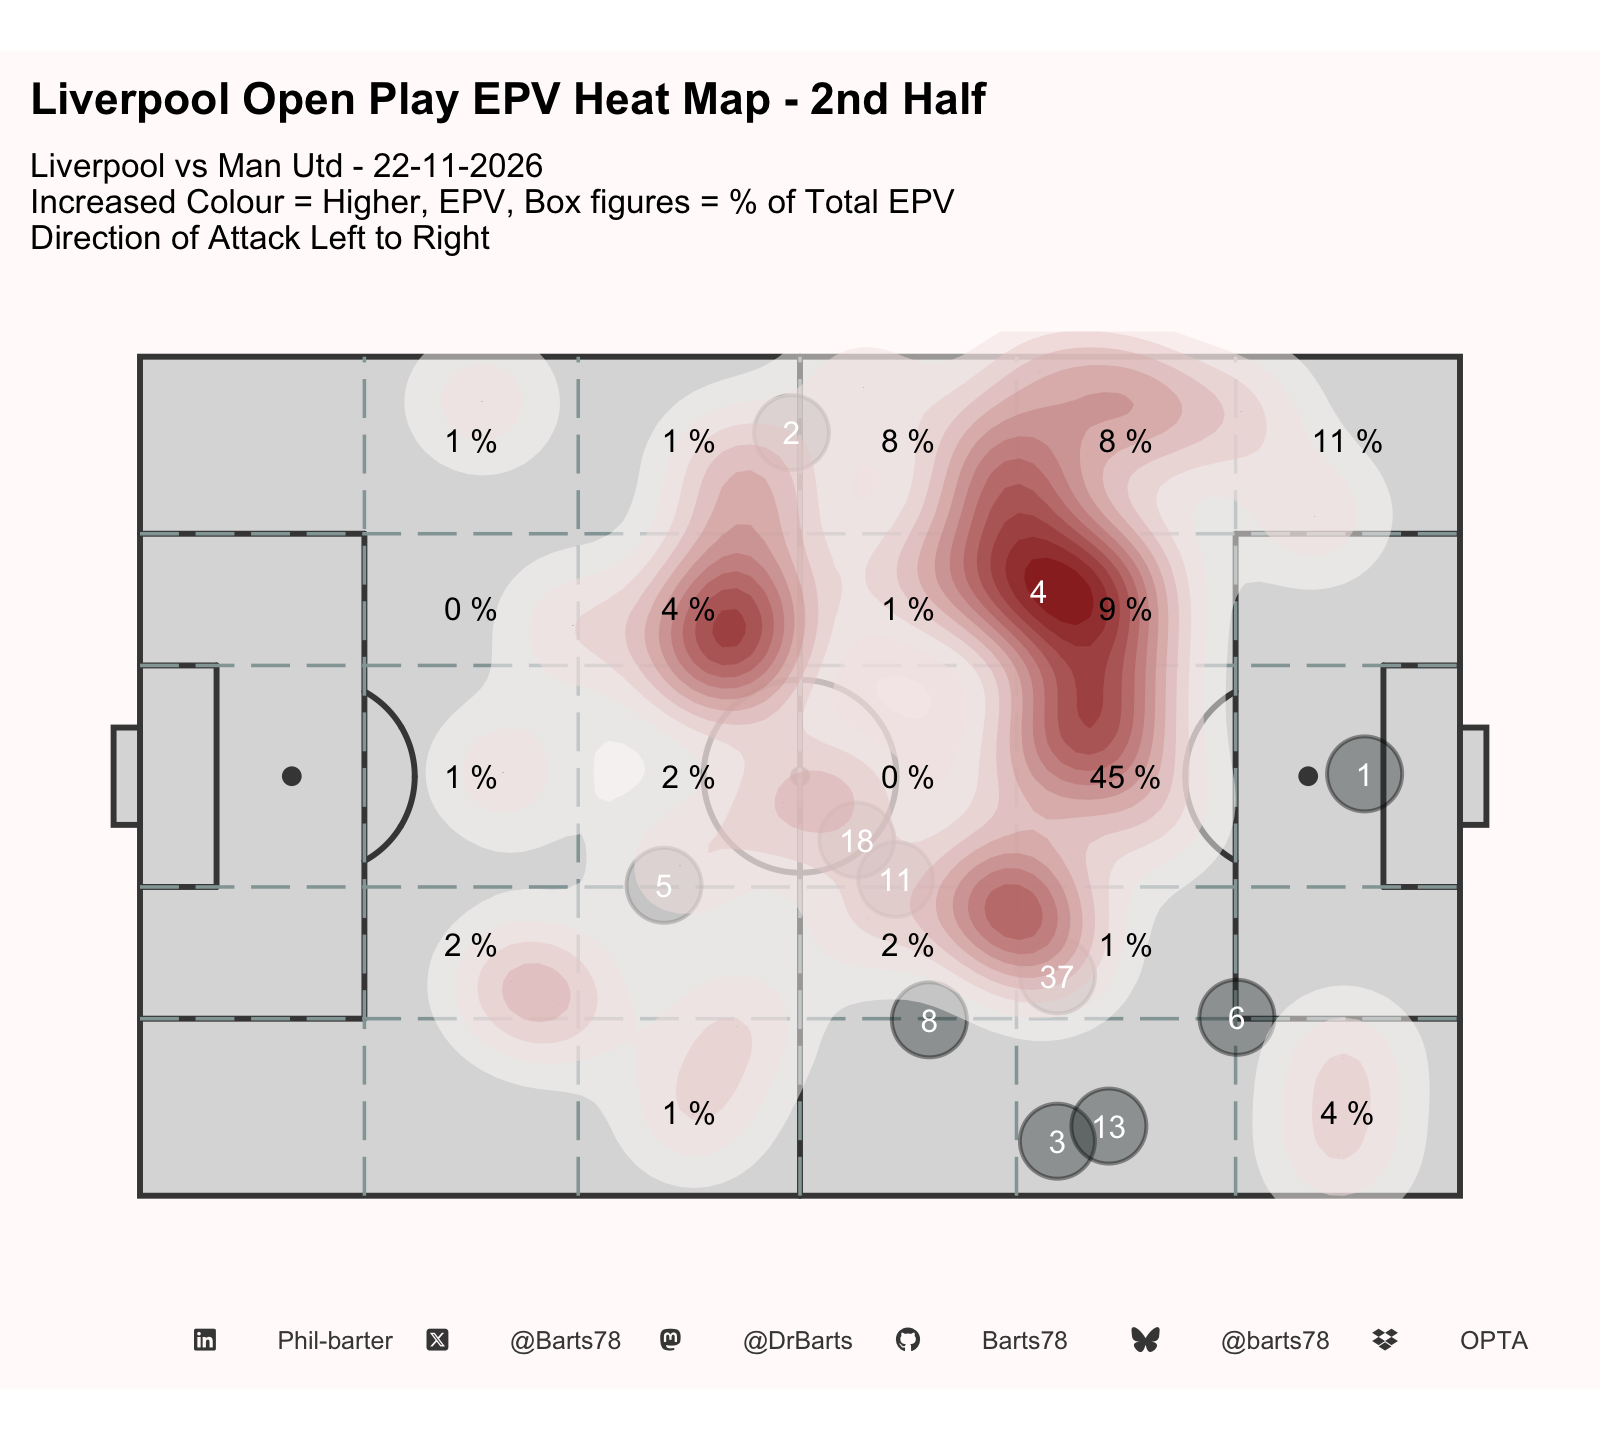 Liverpool Open Play EPV Heat Map - 2nd Half
Liverpool vs Man Utd - 22-11-2026
Increased Colour = Higher, EPV, Box figures = % of Total EPV
Direction of Attack Left to Right
2
1 % 1 % 8 % 8 % 11 %
4
0 % 4 % 1 % 9 %
1 % 2 % 0 % 45 % 1
18
5 11
2 % 2 % 1 %
37
8 6
1 % 3 13 4 %
Phil-barter @Barts78 @DrBarts Barts78 @barts78 OPTA